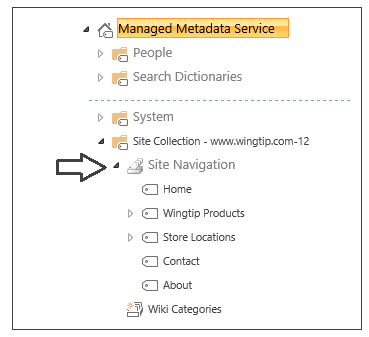 Managed Metadata Service
People
Search Dictionaries
System
Site Collection - www.wingtip.com-12
Site Navigation
Home
Wingtip Products
Store Locations
Contact
About
Wiki Categories